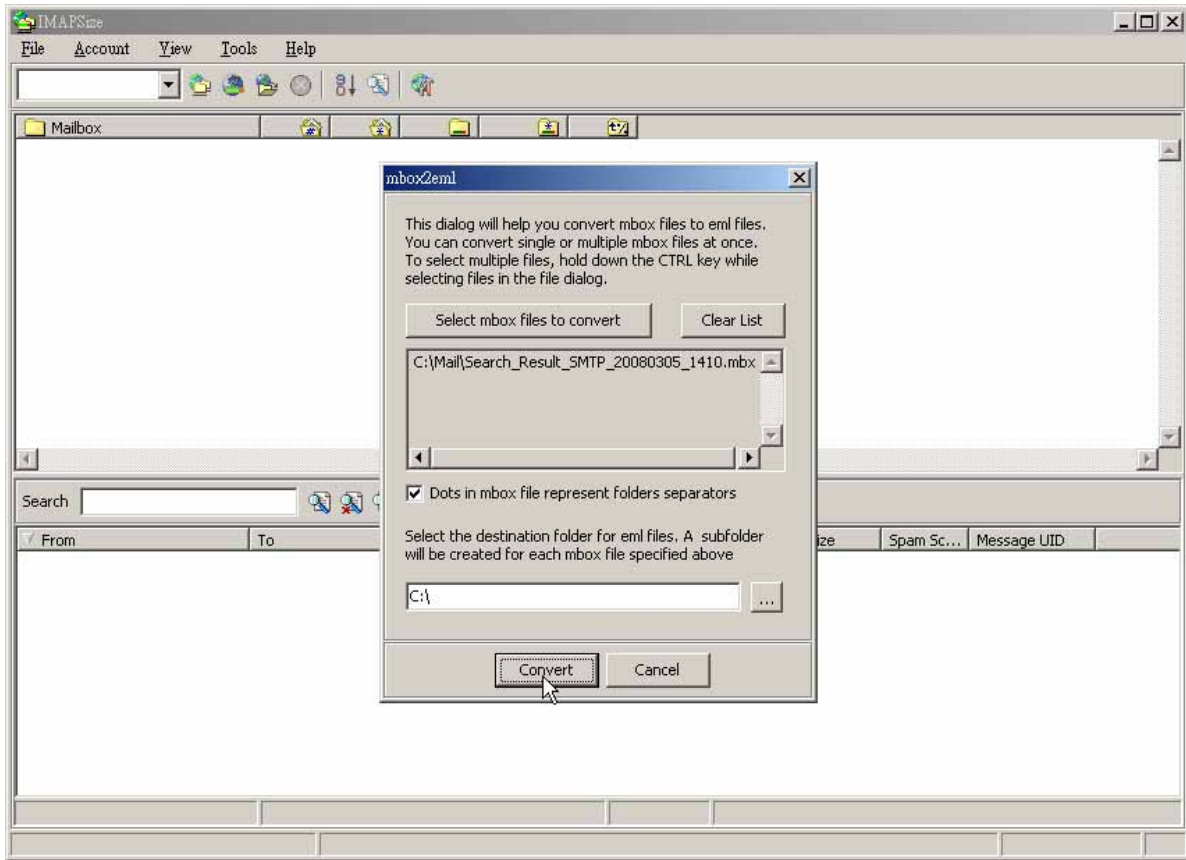 IMAPSize
File Account View Tools Help
Mailbox
mbox2eml
This dialog will help you convert mbox files to eml files.
You can convert single or multiple mbox files at once.
To select multiple files, hold down the CTRL key while
selecting files in the file dialog.
Select mbox files to convert Clear List
C:\Mail\Search_Result_SMTP_20080305_1410.mbx
Dots in mbox file represent folders separators
Search
Select the destination folder for eml files. A subfolder
will be created for each mbox file specified above
From To ize Spam Sc... Message UID
C:\
...
Convert Cancel